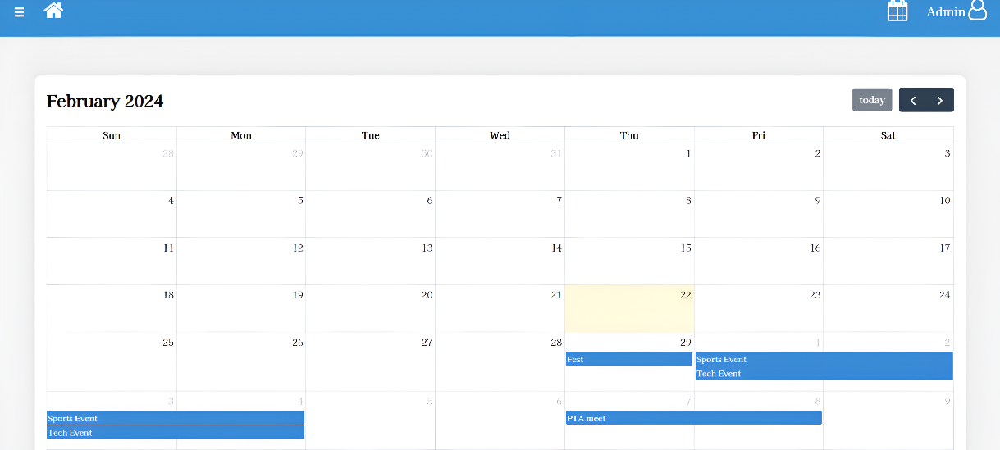 Admin
February 2024
today
Sun Mon Tue Wed Thu Fri Sat
28 29 30 31 1 2 3
4 5 6 7 8 9 10
11 12 13 14 15 16 17
18 19 20 21 22 23 24
25 26 27 28 29 1 2
Fest Sports Event
Tech Event
3 4 5 6 7 8 9
Sports Event PTA meet
Tech Event